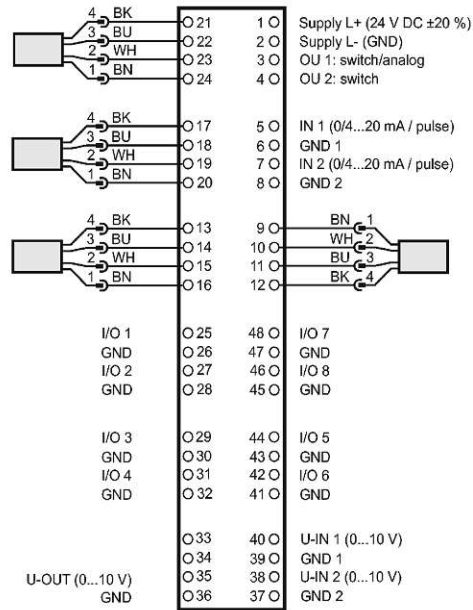 4 BK 21 1 Supply L+ (24 V DC ±20 %)
3 BU 22 2 Supply L- (GND)
2 WH 23 3 OU 1: switch/analog
1 BN 24 4 OU 2: switch
4 BK 17 5 IN 1 (0/4...20 mA / pulse)
3 BU 18 6 GND 1
2 WH 19 7 IN 2 (0/4...20 mA / pulse)
1 BN 20 8 GND 2
4 BK 13 9 BN 1
3 BU 14 10 WH 2
2 WH 15 11 BU 3
1 BN 16 12 BK 4
I/O 1 25 48 I/O 7
GND 26 47 GND
I/O 2 27 46 I/O 8
GND 28 45 GND
I/O 3 29 44 I/O 5
GND 30 43 GND
I/O 4 31 42 I/O 6
GND 32 41 GND
33 40 U-IN 1 (0...10 V)
34 39 GND 1
U-OUT (0...10 V) 35 38 U-IN 2 (0...10 V)
GND 36 37 GND 2